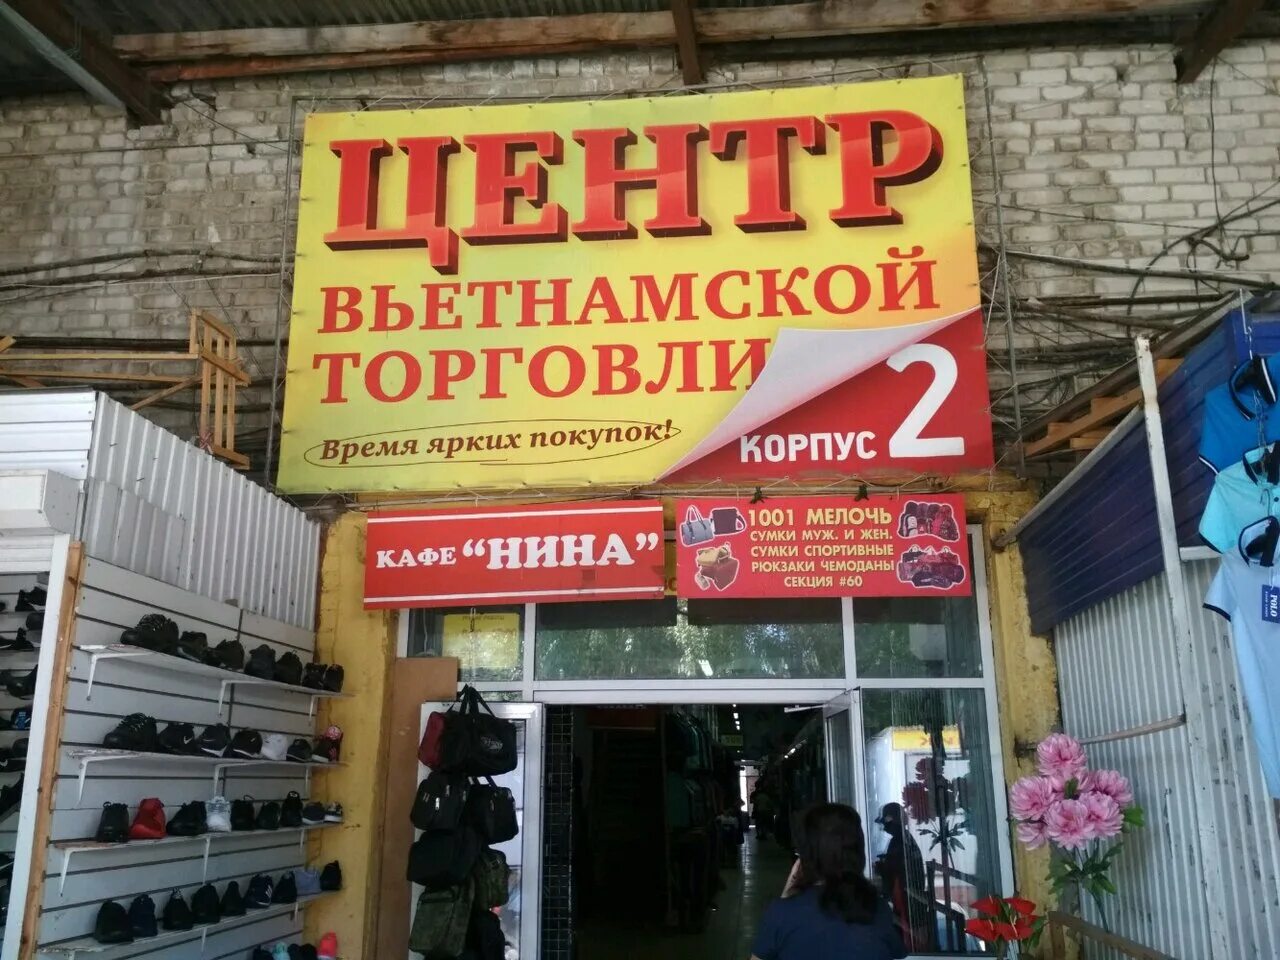 ЦЕНТР
ВЬЕТНАМСКОЙ
ТОРГОВЛИ
Время ярких покупок!
КОРПУС 2
КАФЕ “НИНА”
1001 МЕЛОЧЬ
СУМКИ МУЖ. И ЖЕН.
СУМКИ СПОРТИВНЫЕ
РЮКЗАКИ ЧЕМОДАНЫ
СЕКЦИЯ #60
POLO